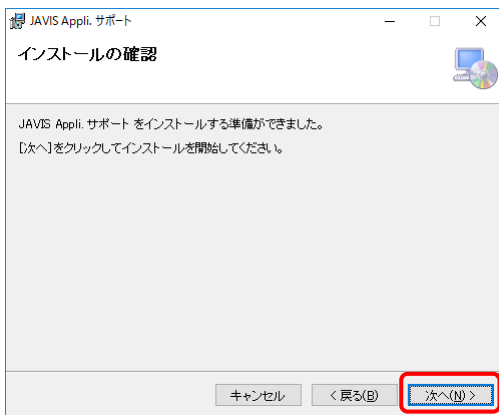 JAVIS Appli. サポート
インストールの確認
JAVIS Appli. サポート をインストールする準備ができました。
[次へ]をクリックしてインストールを開始してください。
キャンセル
< 戻る(B)
次へ(N) >